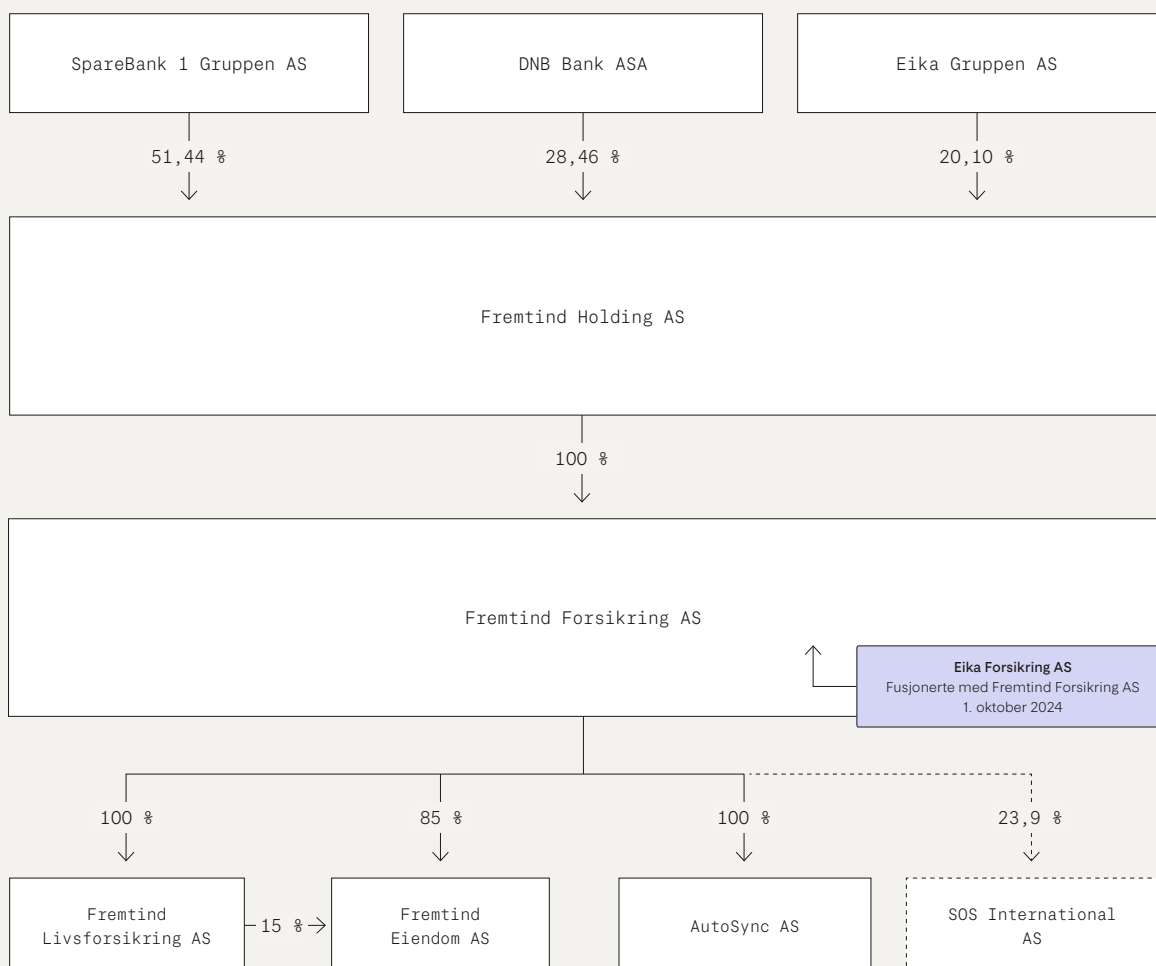 SpareBank 1 Gruppen AS
DNB Bank ASA
Eika Gruppen AS
51,44 %
28,46 %
20,10 %
Fremtind Holding AS
100 %
Fremtind Forsikring AS
Eika Forsikring AS
Fusjonerte med Fremtind Forsikring AS
1. oktober 2024
100 %
85 %
100 %
23,9 %
Fremtind
Livsforsikring AS
15 %
Fremtind
Eiendom AS
AutoSync AS
SOS International
AS